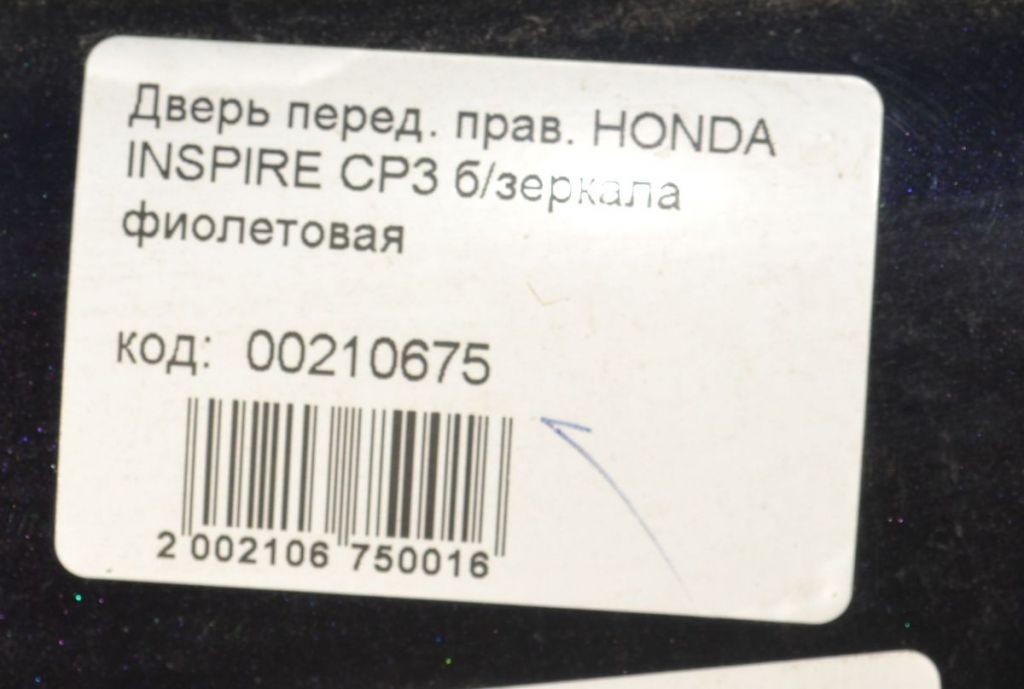 Дверь перед. прав. HONDA
INSPIRE CP3 б/зеркала
фиолетовая
код: 00210675
2 002106 750016